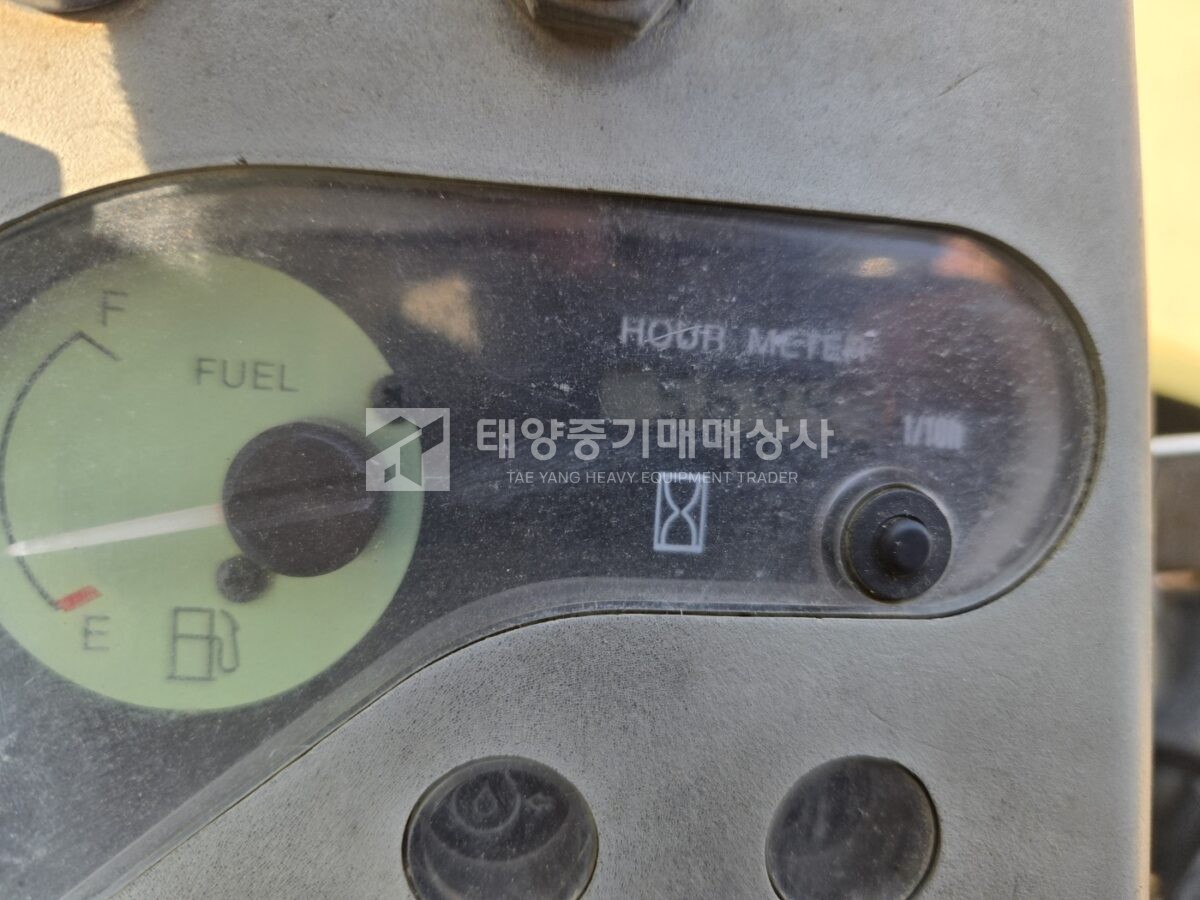 F
FUEL
HOUR METER
1/10h
태양중기매매상사
TAE YANG HEAVY EQUIPMENT TRADER
E